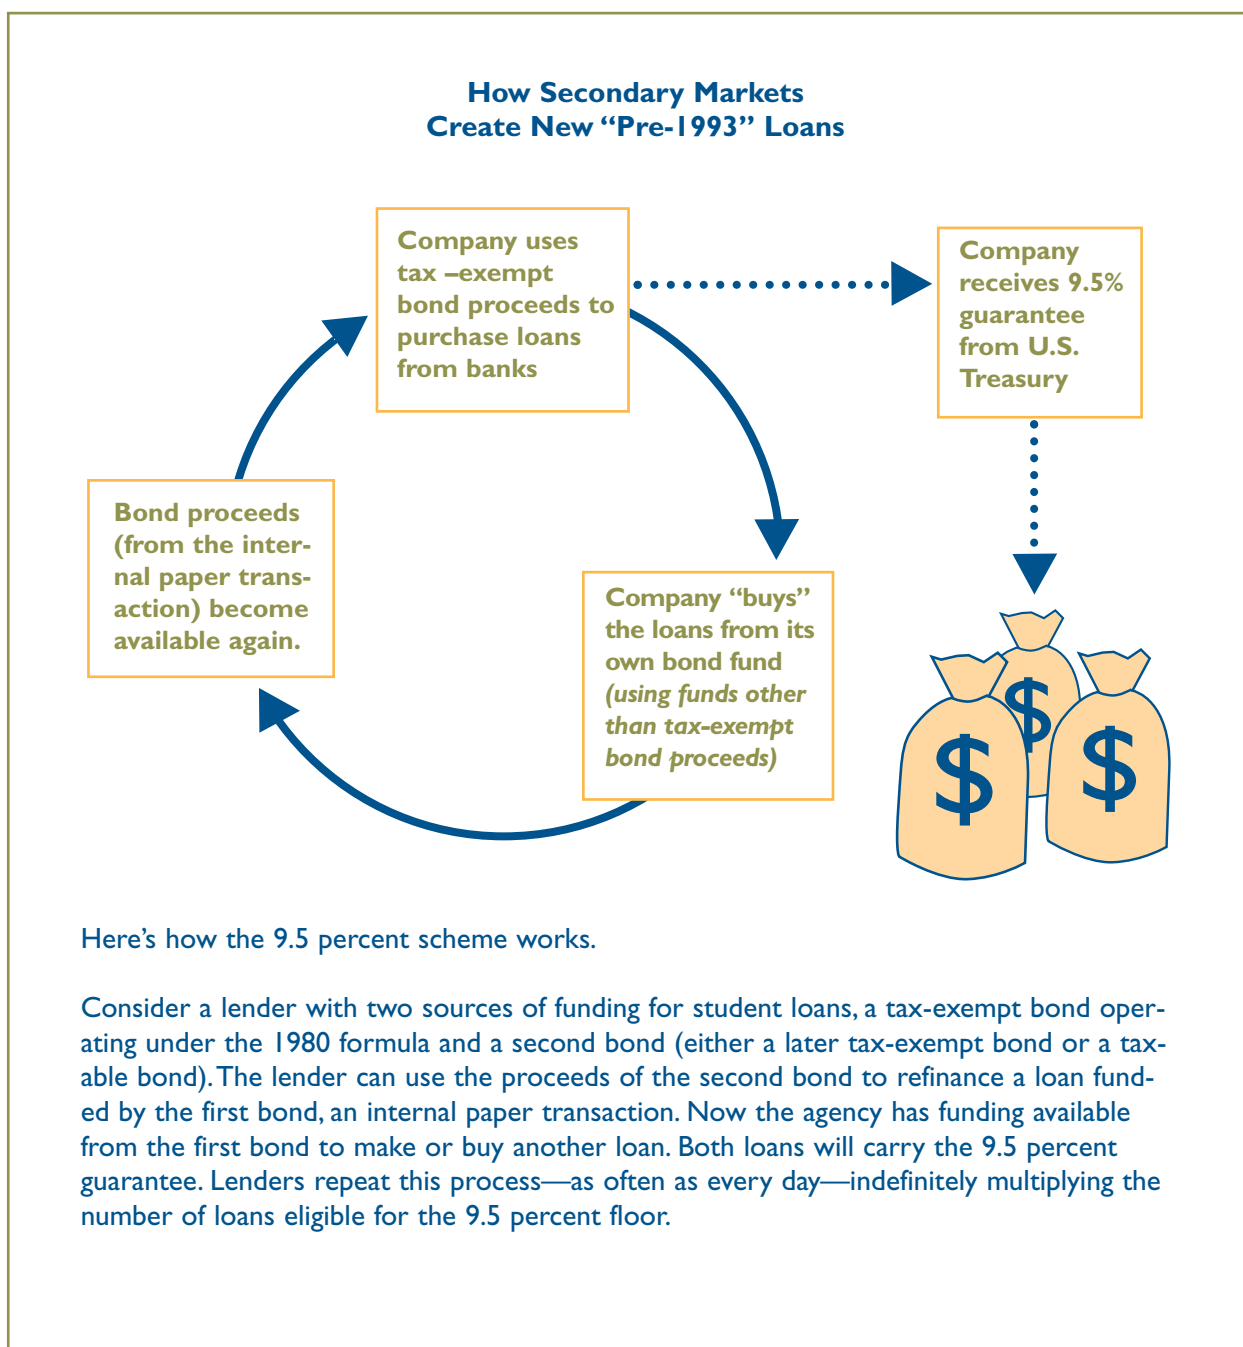 How Secondary Markets
Create New “Pre-1993” Loans
Company uses
tax –exempt
bond proceeds to
purchase loans
from banks
Company
receives 9.5%
guarantee
from U.S.
Treasury
Bond proceeds
(from the inter-
nal paper trans-
action) become
available again.
Company “buys”
the loans from its
own bond fund
(using funds other
than tax-exempt
bond proceeds)
$
$
$
Here’s how the 9.5 percent scheme works.
Consider a lender with two sources of funding for student loans, a tax-exempt bond oper-
ating under the 1980 formula and a second bond (either a later tax-exempt bond or a tax-
able bond). The lender can use the proceeds of the second bond to refinance a loan fund-
ed by the first bond, an internal paper transaction. Now the agency has funding available
from the first bond to make or buy another loan. Both loans will carry the 9.5 percent
guarantee. Lenders repeat this process—as often as every day—indefinitely multiplying the
number of loans eligible for the 9.5 percent floor.